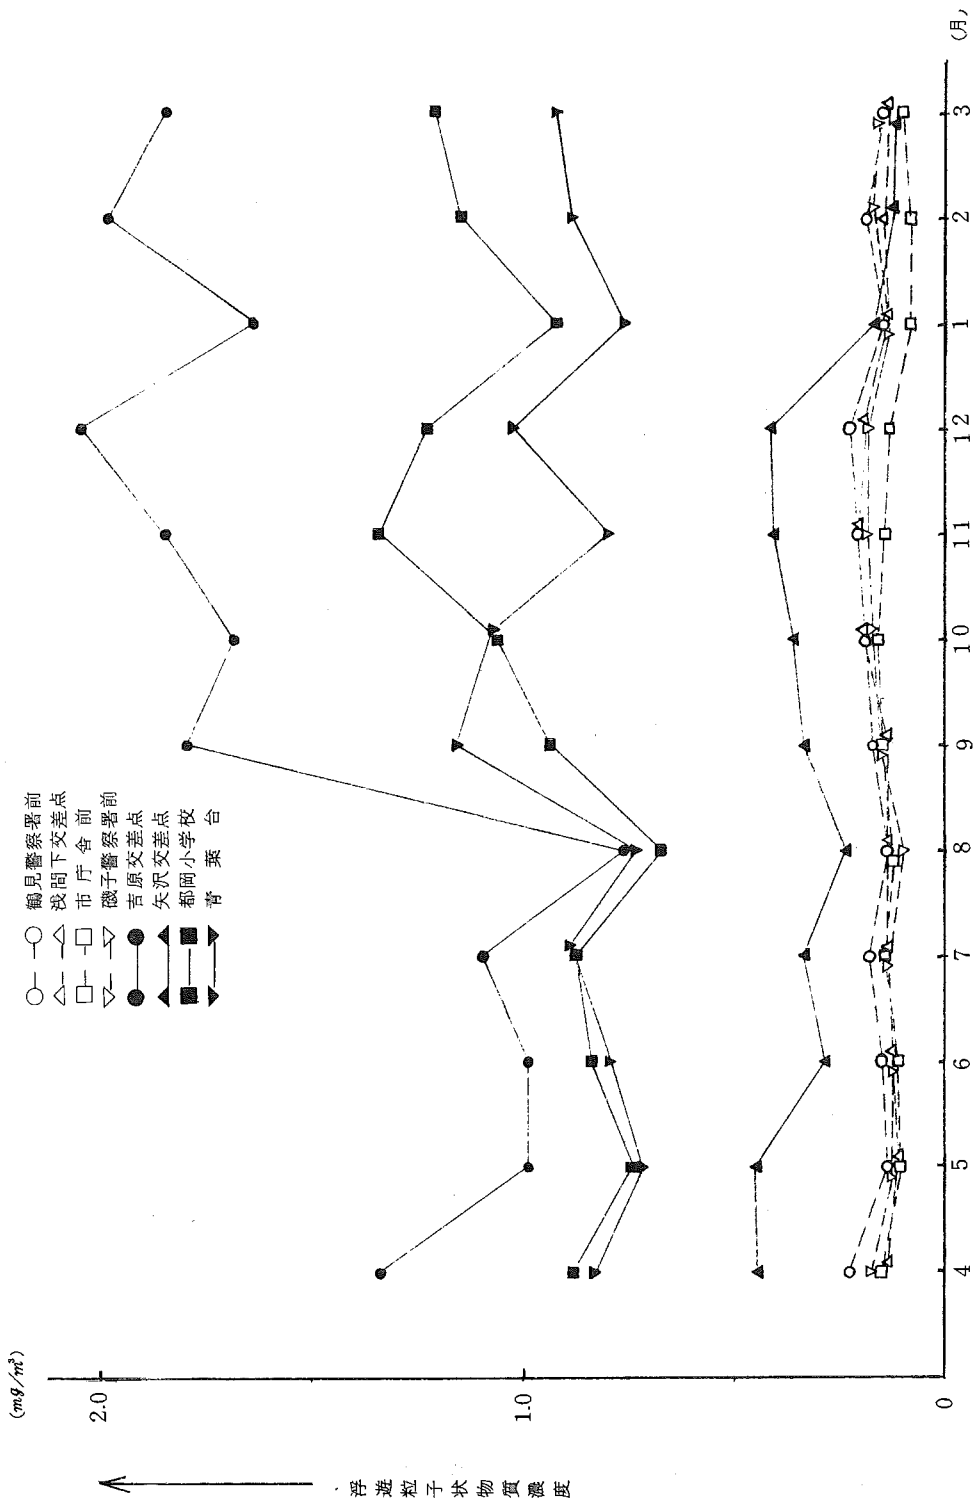 (mg/m³)
2.0
1.0
0
浮遊粒子状物質濃度
鶴見警察署前
浅間下交差点
市庁舎前
磯子警察署前
吉原交差点
矢沢交差点
都岡小学校
青葉台
4 5 6 7 8 9 10 11 12 1 2 3 (月)